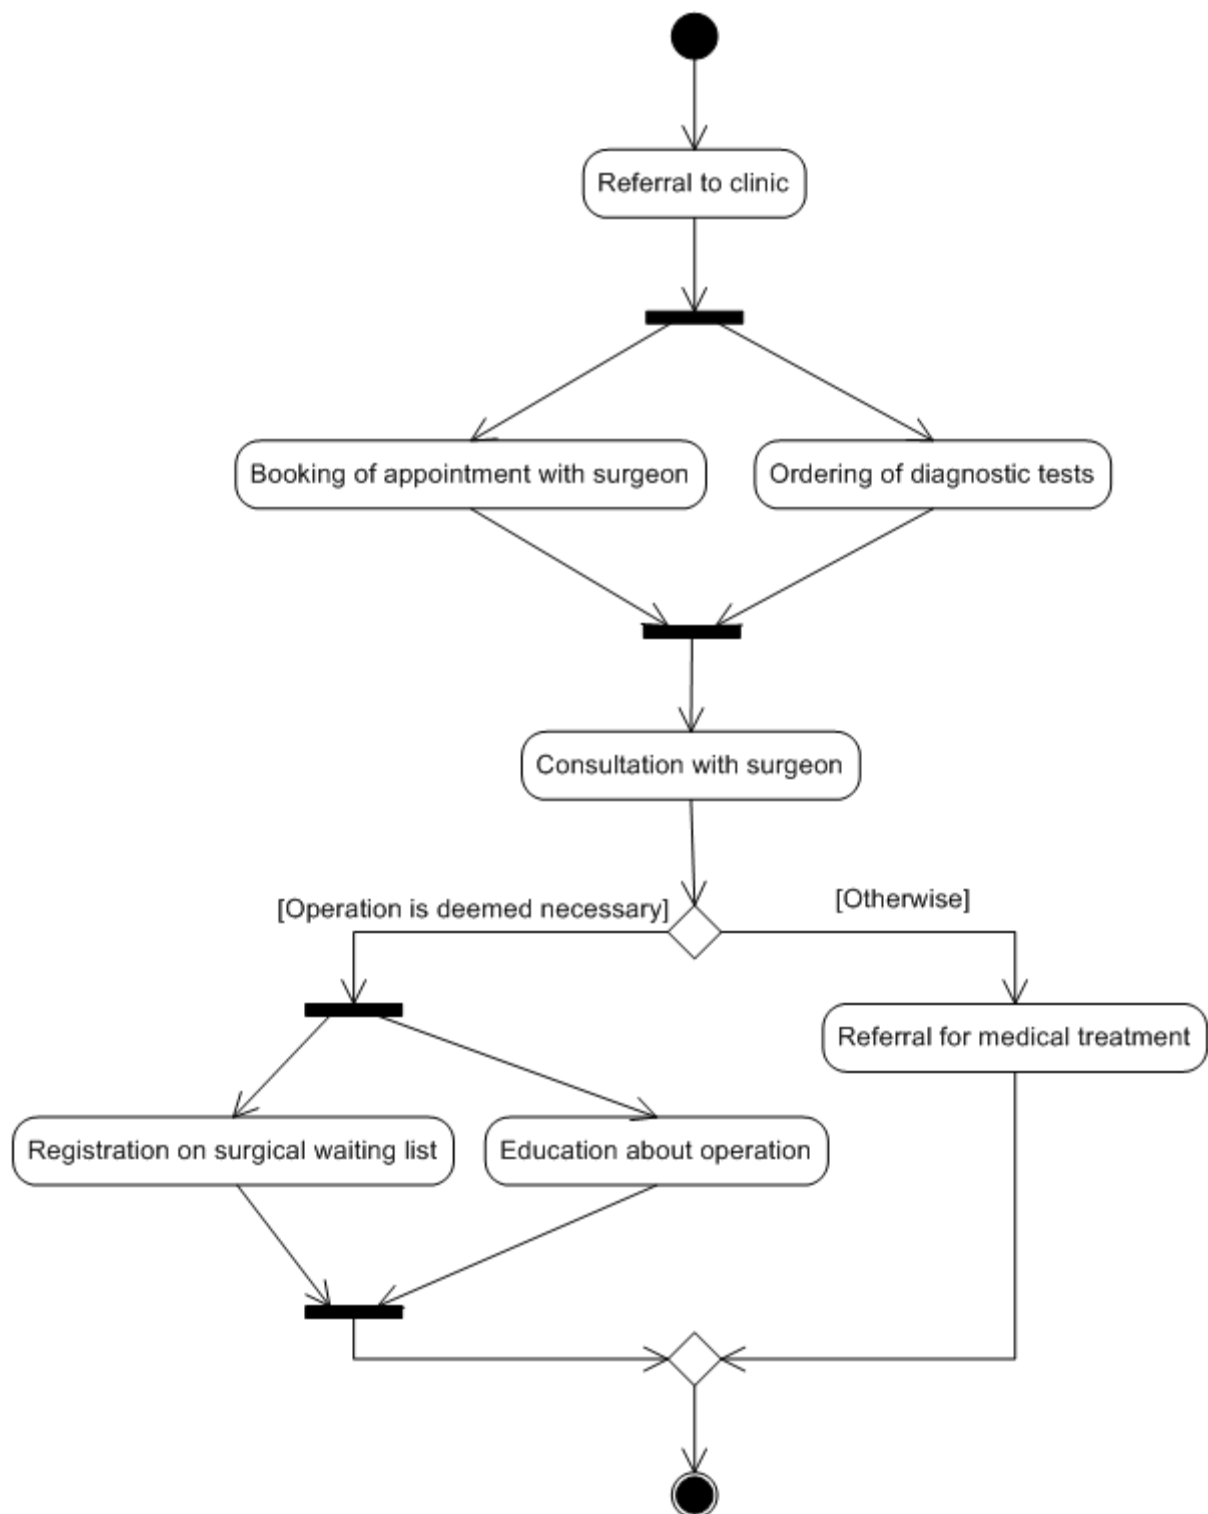 Referral to clinic
Booking of appointment with surgeon
Ordering of diagnostic tests
Consultation with surgeon
[Operation is deemed necessary]
[Otherwise]
Referral for medical treatment
Registration on surgical waiting list
Education about operation